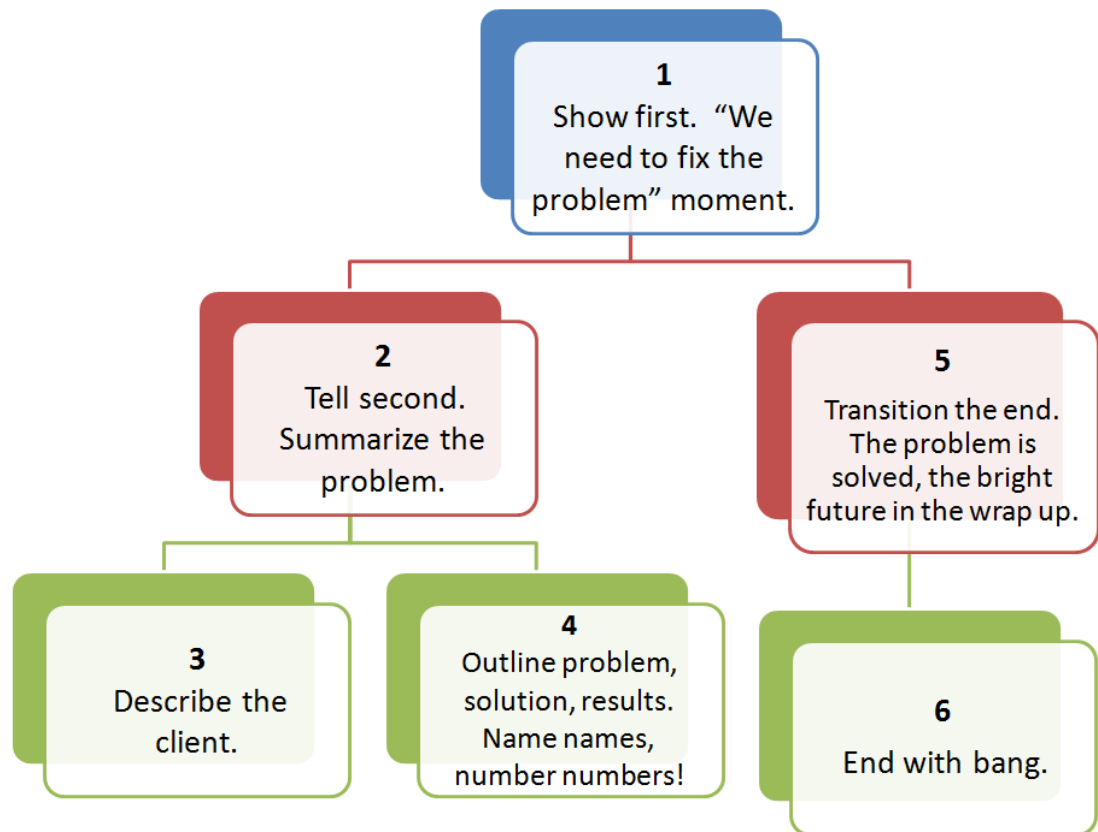 1
Show first.  “We
need to fix the
problem” moment.
2
Tell second.
Summarize the
problem.
5
Transition the end.
The problem is
solved, the bright
future in the wrap up.
3
Describe the
client.
4
Outline problem,
solution, results.
Name names,
number numbers!
6
End with bang.